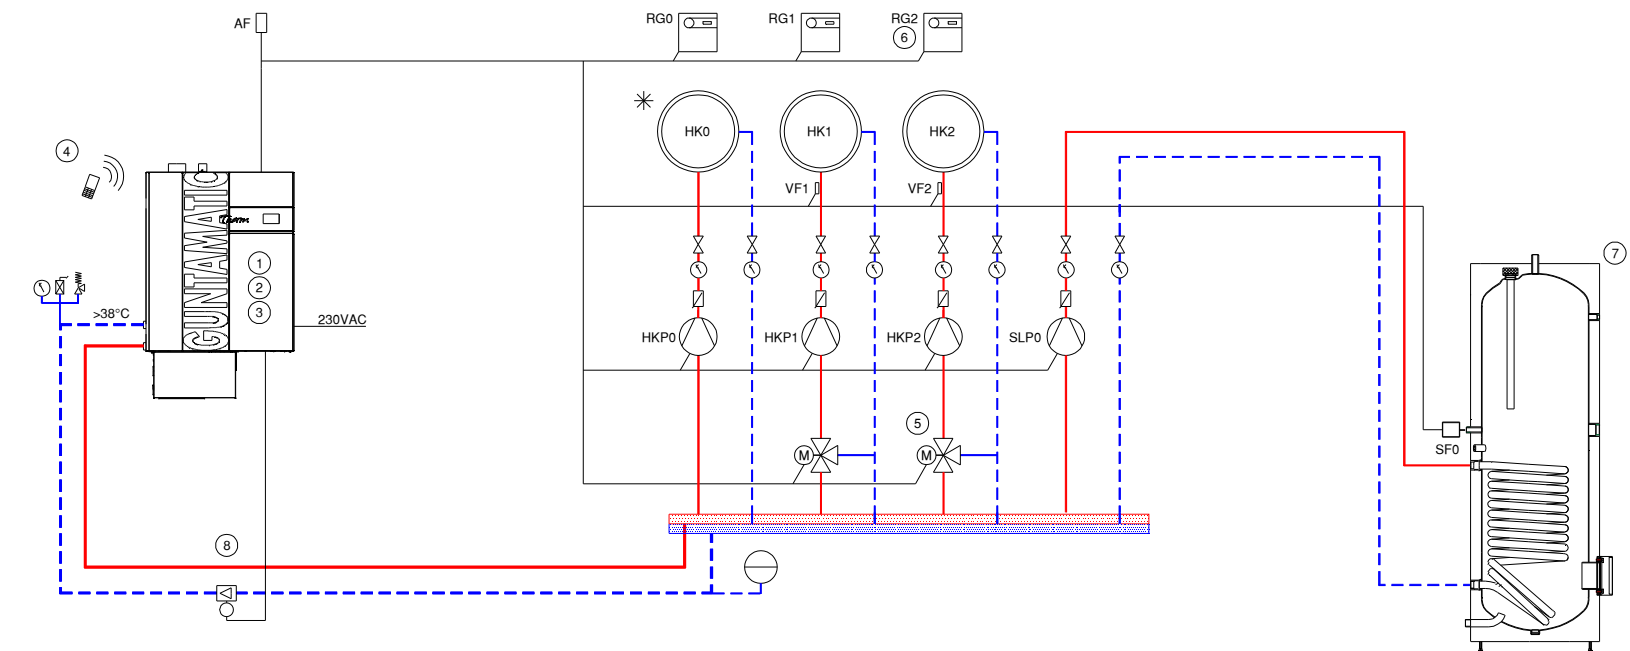 AF
RG0
RG1
RG2
6
HK0
HK1
HK2
4
VF1
VF2
GUNTAMATIC
Therm
1
2
3
7
>38°C
230VAC
HKP0
HKP1
HKP2
SLP0
5
M
M
SF0
8